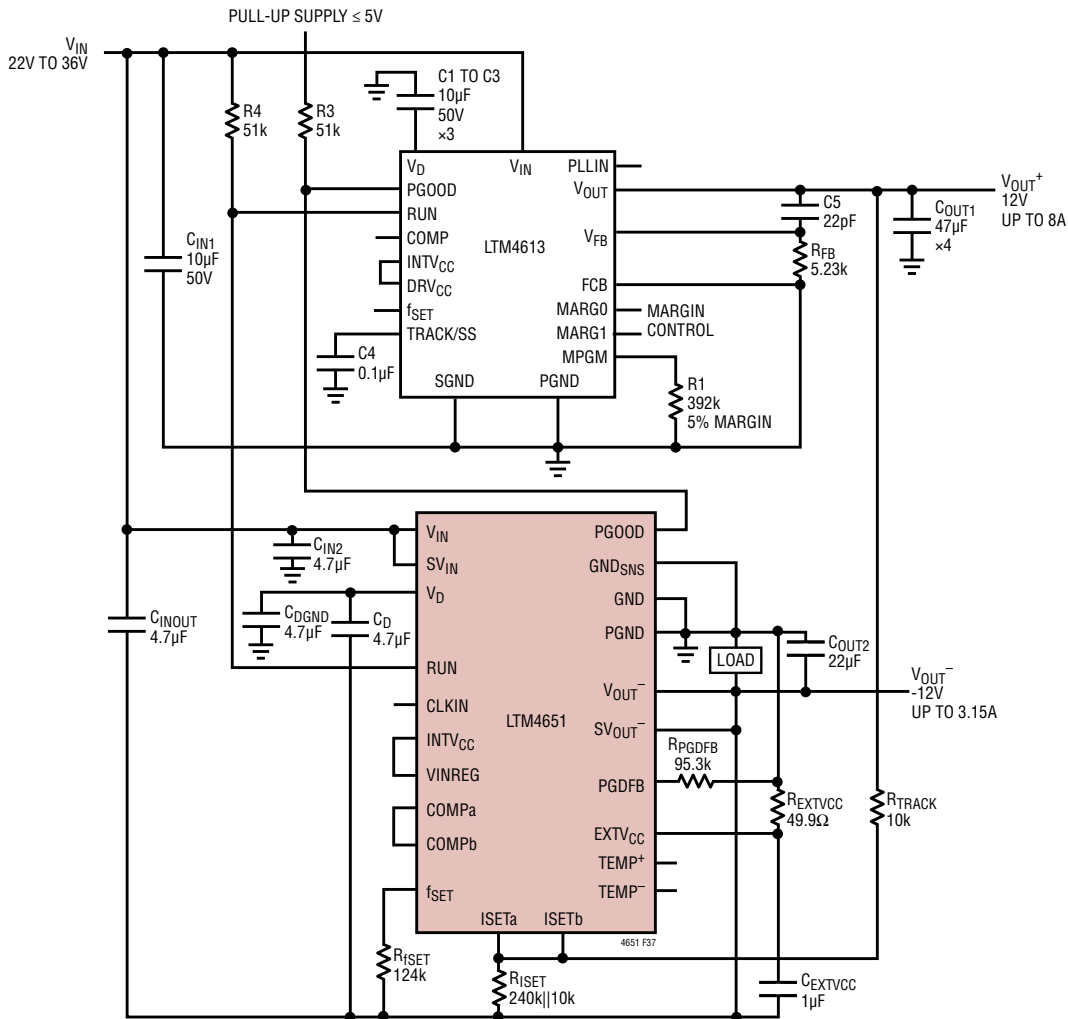 PULL-UP SUPPLY ≤ 5V
V_IN
22V TO 36V
R4
51k
R3
51k
C1 TO C3
10µF
50V
×3
C_IN1
10µF
50V
V_D
V_IN
PLLIN
PGOOD
V_OUT
RUN
COMP
LTM4613
V_FB
INTV_CC
DRV_CC
FCB
f_SET
MARG0
MARG1
TRACK/SS
MPGM
SGND
PGND
MARGIN
CONTROL
C5
22pF
R_FB
5.23k
C_OUT1
47µF
×4
V_OUT+
12V
UP TO 8A
C4
0.1µF
R1
392k
5% MARGIN
V_IN
PGOOD
SV_IN
GND_SNS
V_D
GND
PGND
RUN
V_OUT–
CLKIN
LTM4651
SV_OUT–
INTV_CC
VINREG
PGDFB
COMPa
EXTV_CC
COMPb
TEMP+
TEMP–
f_SET
ISETa
ISETb
4651 F37
C_IN2
4.7µF
C_INOUT
4.7µF
C_DGND
4.7µF
C_D
4.7µF
LOAD
C_OUT2
22µF
V_OUT–
-12V
UP TO 3.15A
R_PGDFB
95.3k
R_EXTVCC
49.9Ω
R_TRACK
10k
R_fSET
124k
R_ISET
240k||10k
C_EXTVCC
1µF